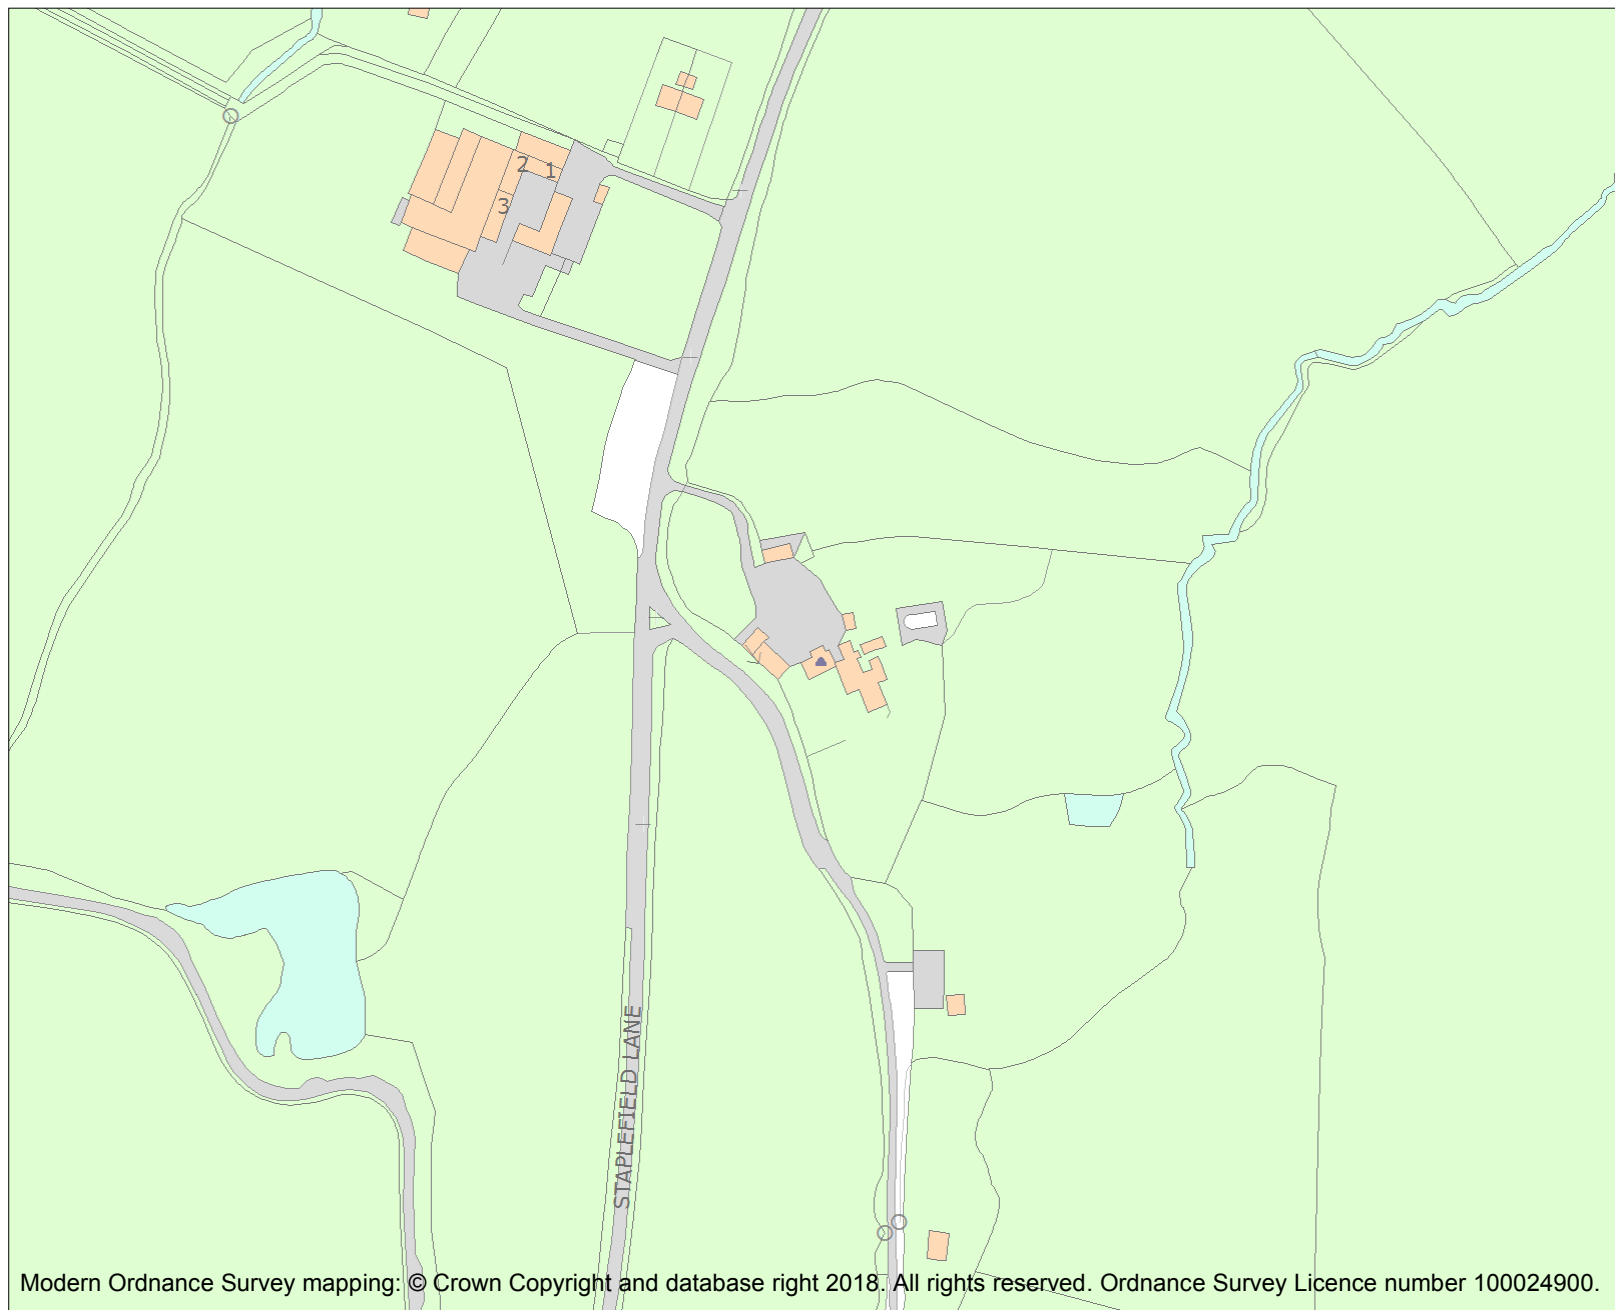 2
1
3
STAPLEFIELD LANE
Modern Ordnance Survey mapping: © Crown Copyright and database right 2018. All rights reserved. Ordnance Survey Licence number 100024900.